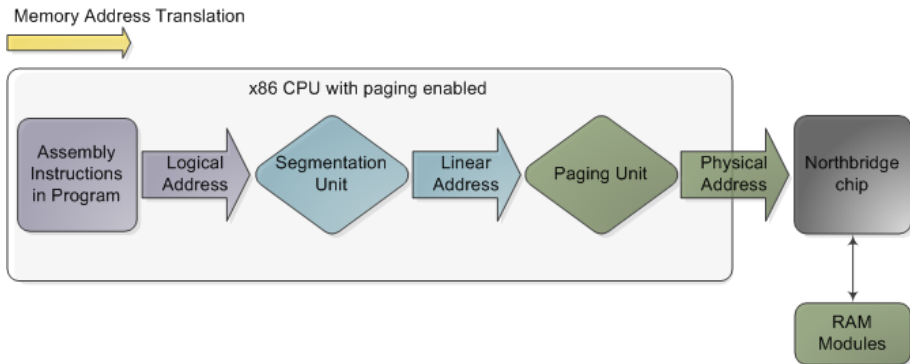 Memory Address Translation
x86 CPU with paging enabled
Assembly
Instructions
in Program
Logical
Address
Segmentation
Unit
Linear
Address
Paging Unit
Physical
Address
Northbridge
chip
RAM
Modules